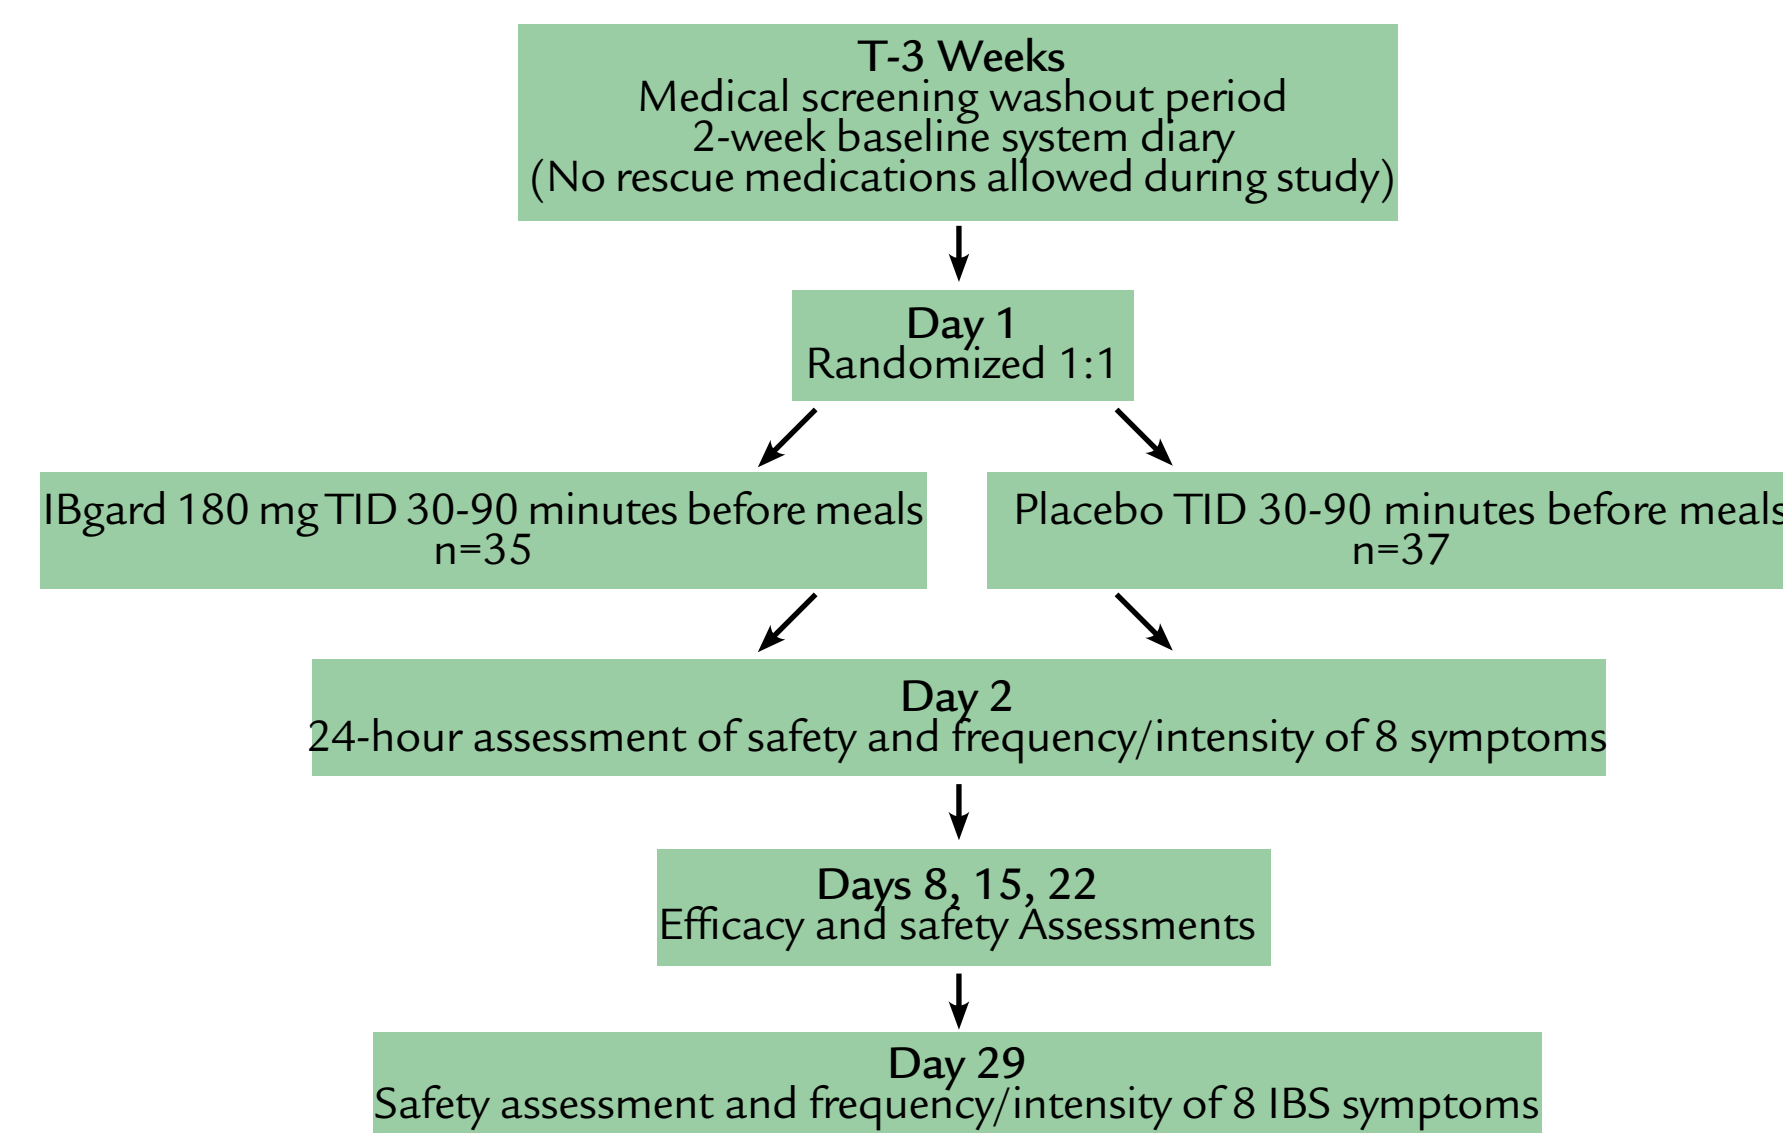 T-3 Weeks
Medical screening washout period
2-week baseline system diary
(No rescue medications allowed during study)
Day 1
Randomized 1:1
IBgard 180 mg TID 30-90 minutes before meals
n=35
Placebo TID 30-90 minutes before meals
n=37
Day 2
24-hour assessment of safety and frequency/intensity of 8 symptoms
Days 8, 15, 22
Efficacy and safety Assessments
Day 29
Safety assessment and frequency/intensity of 8 IBS symptoms